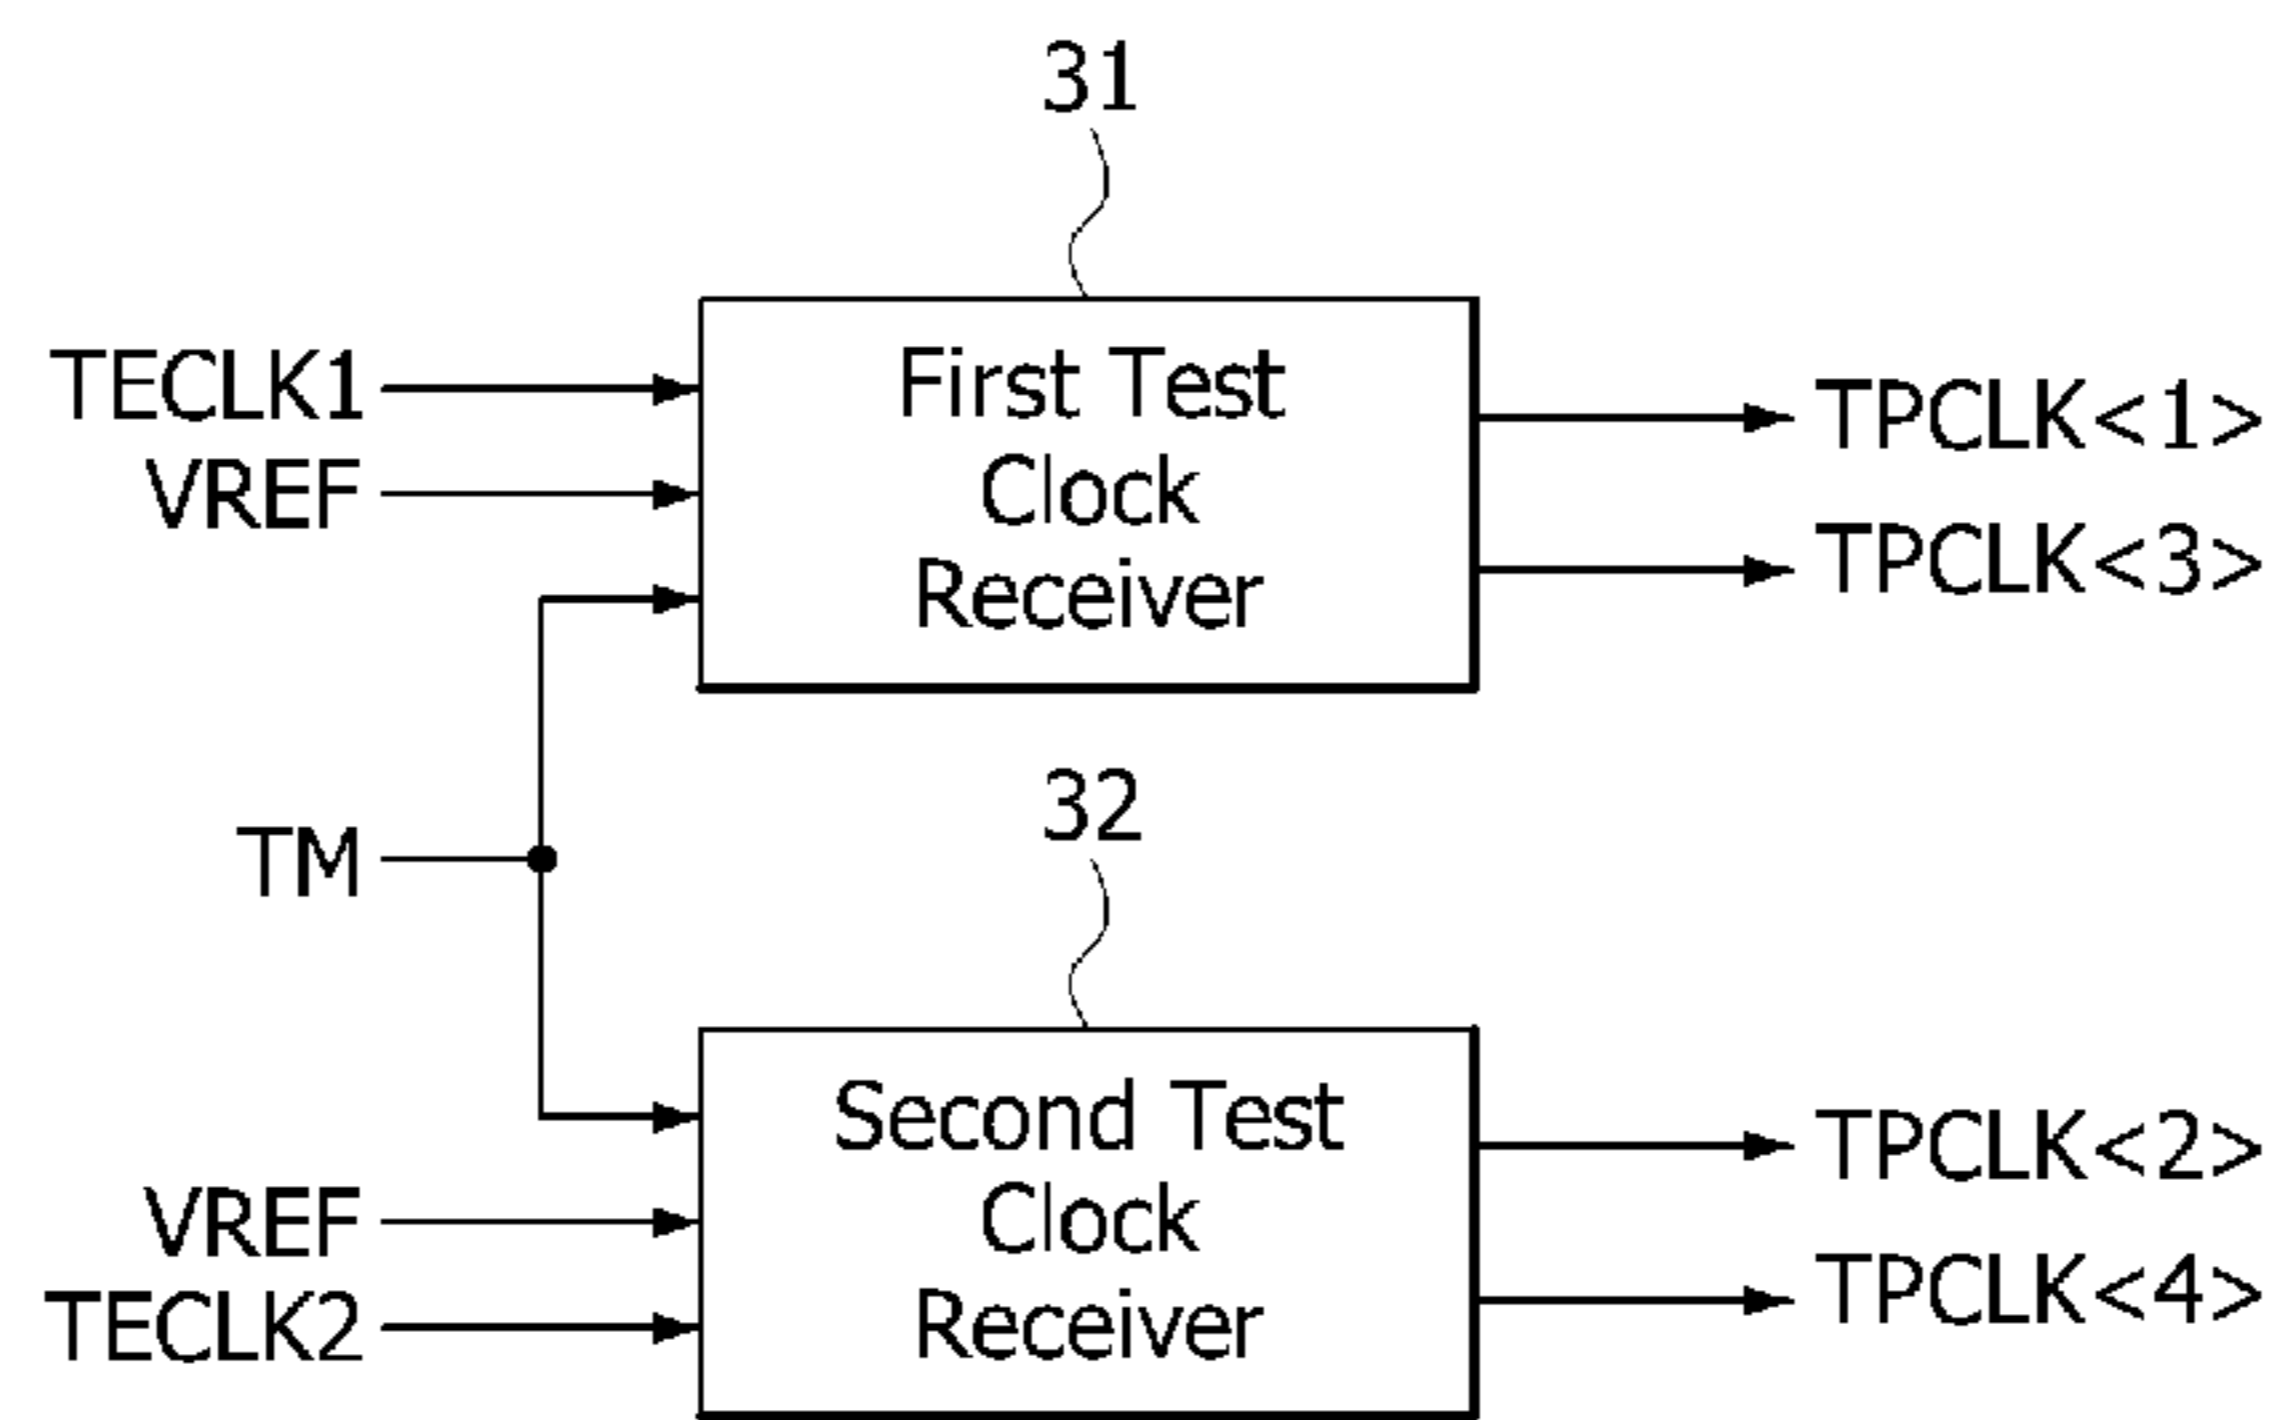 31
TECLK1
VREF
First Test
Clock
Receiver
TPCLK<1>
TPCLK<3>
TM
32
VREF
TECLK2
Second Test
Clock
Receiver
TPCLK<2>
TPCLK<4>